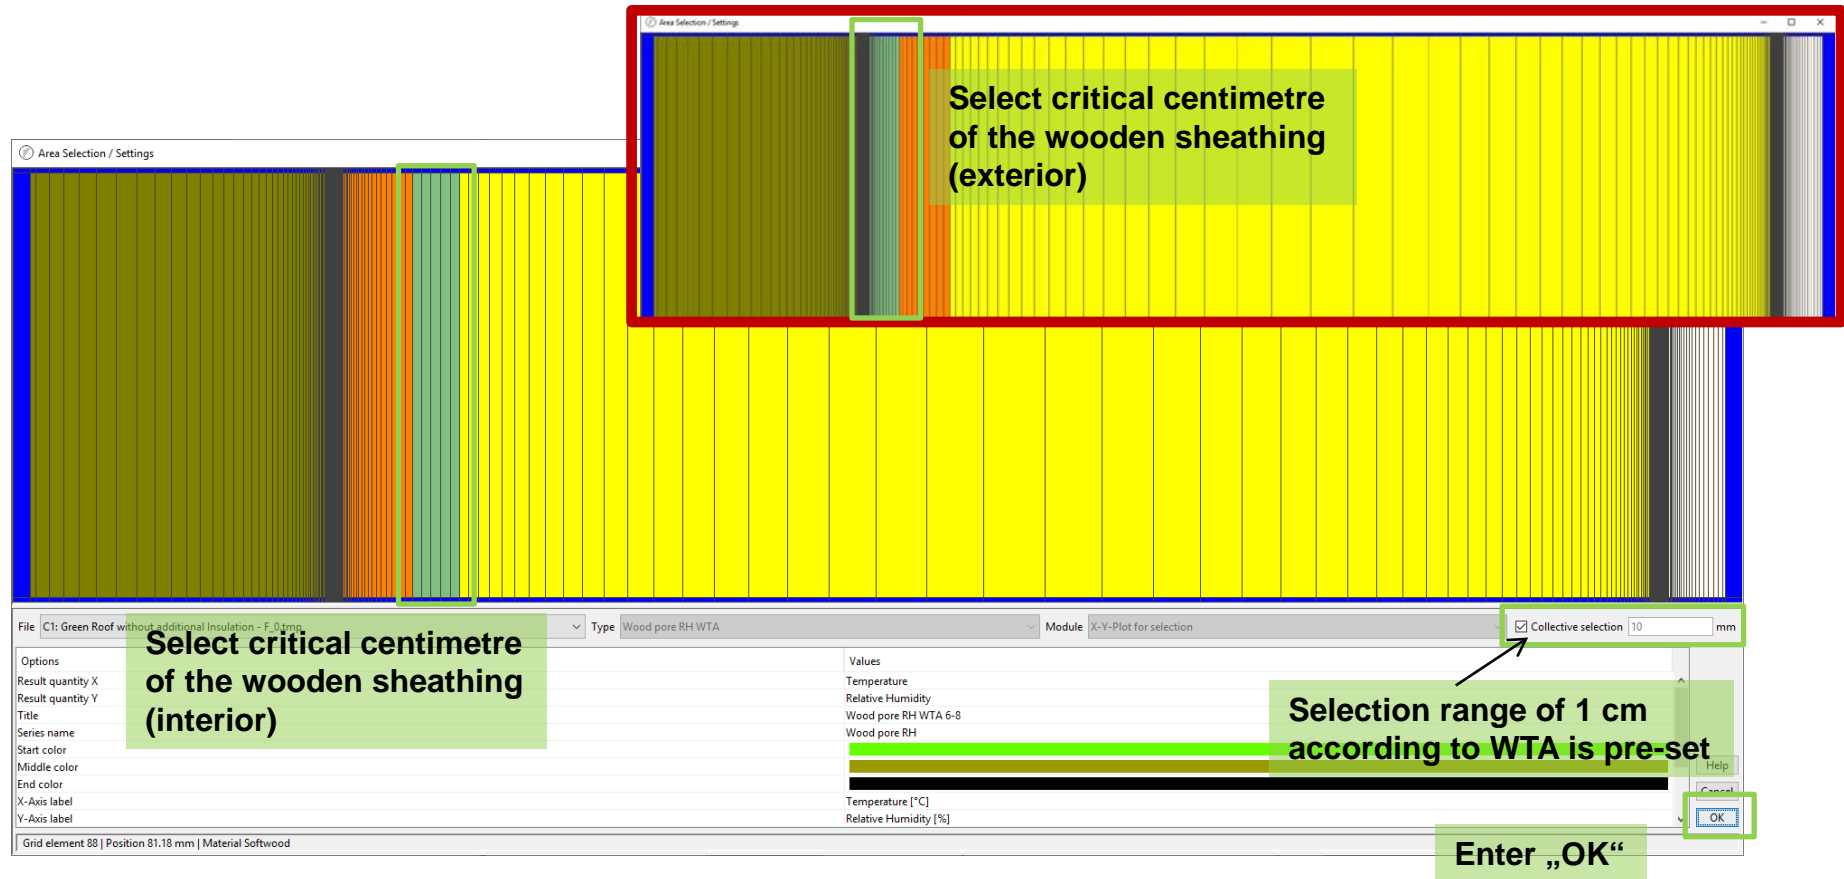 Area Selection / Settings
Select critical centimetre
of the wooden sheathing
(exterior)
Area Selection / Settings
File C1: Green Roof without additional Insulation - F_0.tmp Type Wood pore RH WTA Module X-Y-Plot for selection Collective selection 10 mm
Select critical centimetre
of the wooden sheathing
(interior)
Options Values
Result quantity X Temperature
Result quantity Y Relative Humidity
Title Wood pore RH WTA 6-8
Series name Wood pore RH
Start color
Middle color
End color
X-Axis label Temperature [°C]
Y-Axis label Relative Humidity [%]
Selection range of 1 cm
according to WTA is pre-set
Help
Cancel
OK
Grid element 88 | Position 81.18 mm | Material Softwood
Enter „OK“